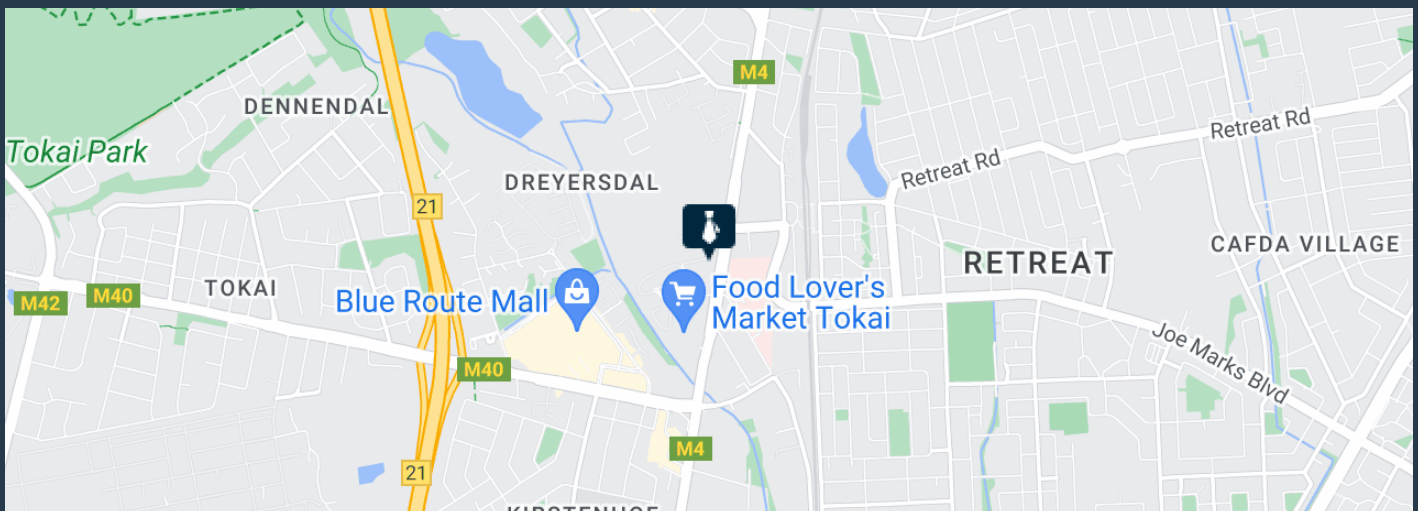 M4
DENNENDAL
Retreat Rd
Tokai Park
Retreat Rd
DREYERSDAL
21
CAFDA VILLAGE
RETREAT
TOKAI
M42
M40
Blue Route Mall
Food Lover's
Market Tokai
Joe Marks Blvd
M40
M4
21
KIRSTENHOF